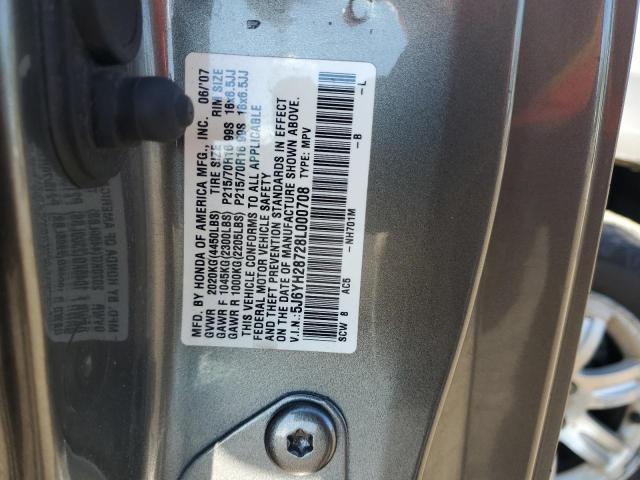 MFD. BY HONDA OF AMERICA MFG., INC. 06/'07
GVWR 2020KG(4450LBS) TIRE SIZE RIM SIZE
GAWR F 1045KG(2300LBS) P215/70R16 99S 16x6.5JJ
GAWR R 1000KG(2205LBS) P215/70R16 99S 16x6.5JJ
THIS VEHICLE CONFORMS TO ALL APPLICABLE
FEDERAL MOTOR VEHICLE SAFETY
AND THEFT PREVENTION STANDARDS IN EFFECT
ON THE DATE OF MANUFACTURE SHOWN ABOVE.
V.I.N.:5J6YH28728L000708 TYPE: MPV
SCW 8 AC5 -NH701M -B -L